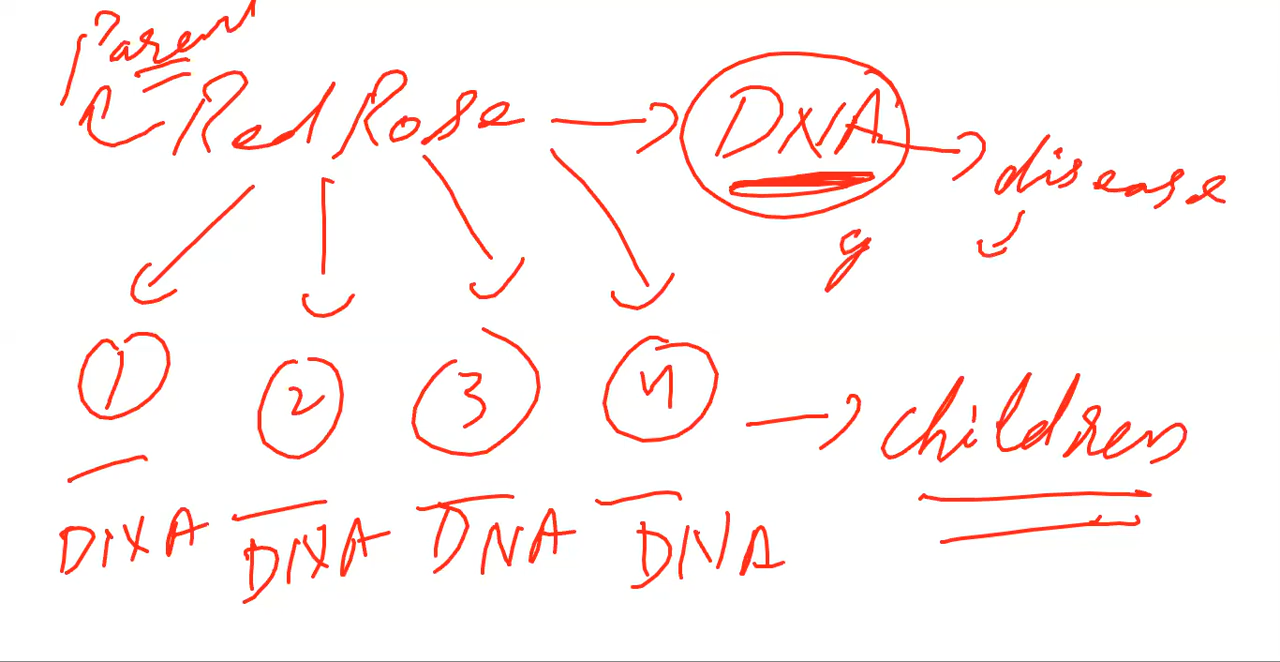 Parent
Red Rose → DNA → disease
y
1 2 3 4 → children
DNA DNA DNA DNA